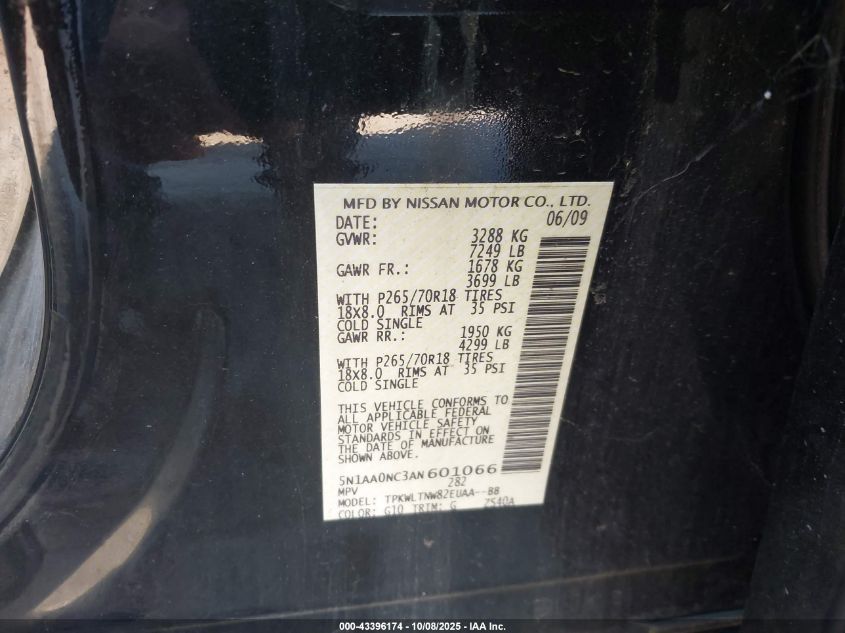 MFD BY NISSAN MOTOR CO., LTD.
DATE: 06/09
GVWR: 3288 KG
7249 LB
GAWR FR.: 1678 KG
3699 LB
WITH P265/70R18 TIRES
18X8.0 RIMS AT 35 PSI
COLD SINGLE
GAWR RR.: 1950 KG
4299 LB
WITH P265/70R18 TIRES
18X8.0 RIMS AT 35 PSI
COLD SINGLE
THIS VEHICLE CONFORMS TO
ALL APPLICABLE FEDERAL
MOTOR VEHICLE SAFETY
STANDARDS IN EFFECT ON
THE DATE OF MANUFACTURE
SHOWN ABOVE.
5N1AA0NC3AN601066
MPV 282
MODEL: TPKWLTNW82EUAA--BB
COLOR: G10 TRIM: G ZS40A
000-43396174 - 10/08/2025 - IAA Inc.